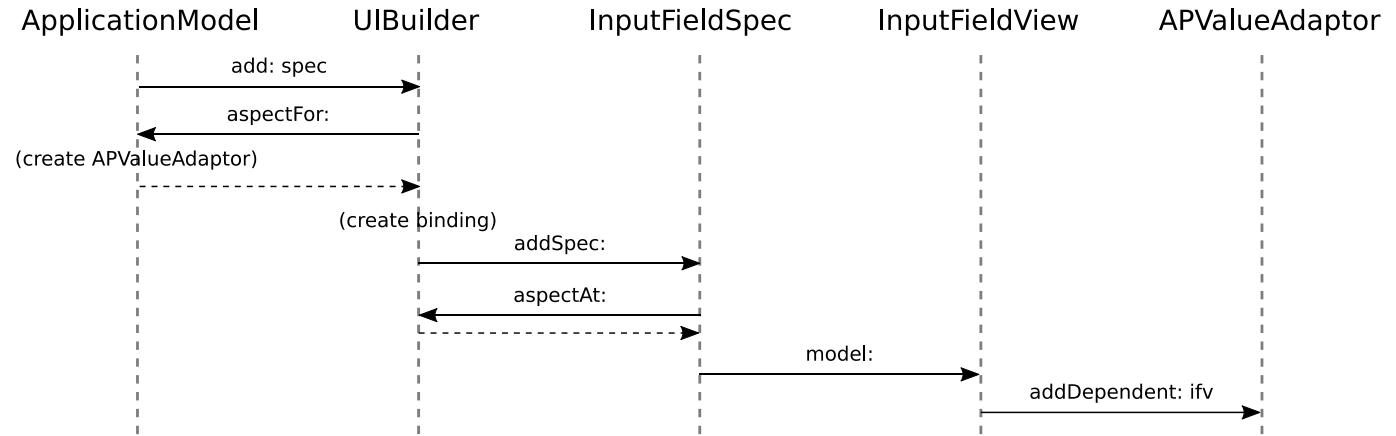 ApplicationModel UIBuilder InputFieldSpec InputFieldView APValueAdaptor
add: spec
aspectFor:
(create APValueAdaptor)
(create binding)
addSpec:
aspectAt:
model:
addDependent: ifv